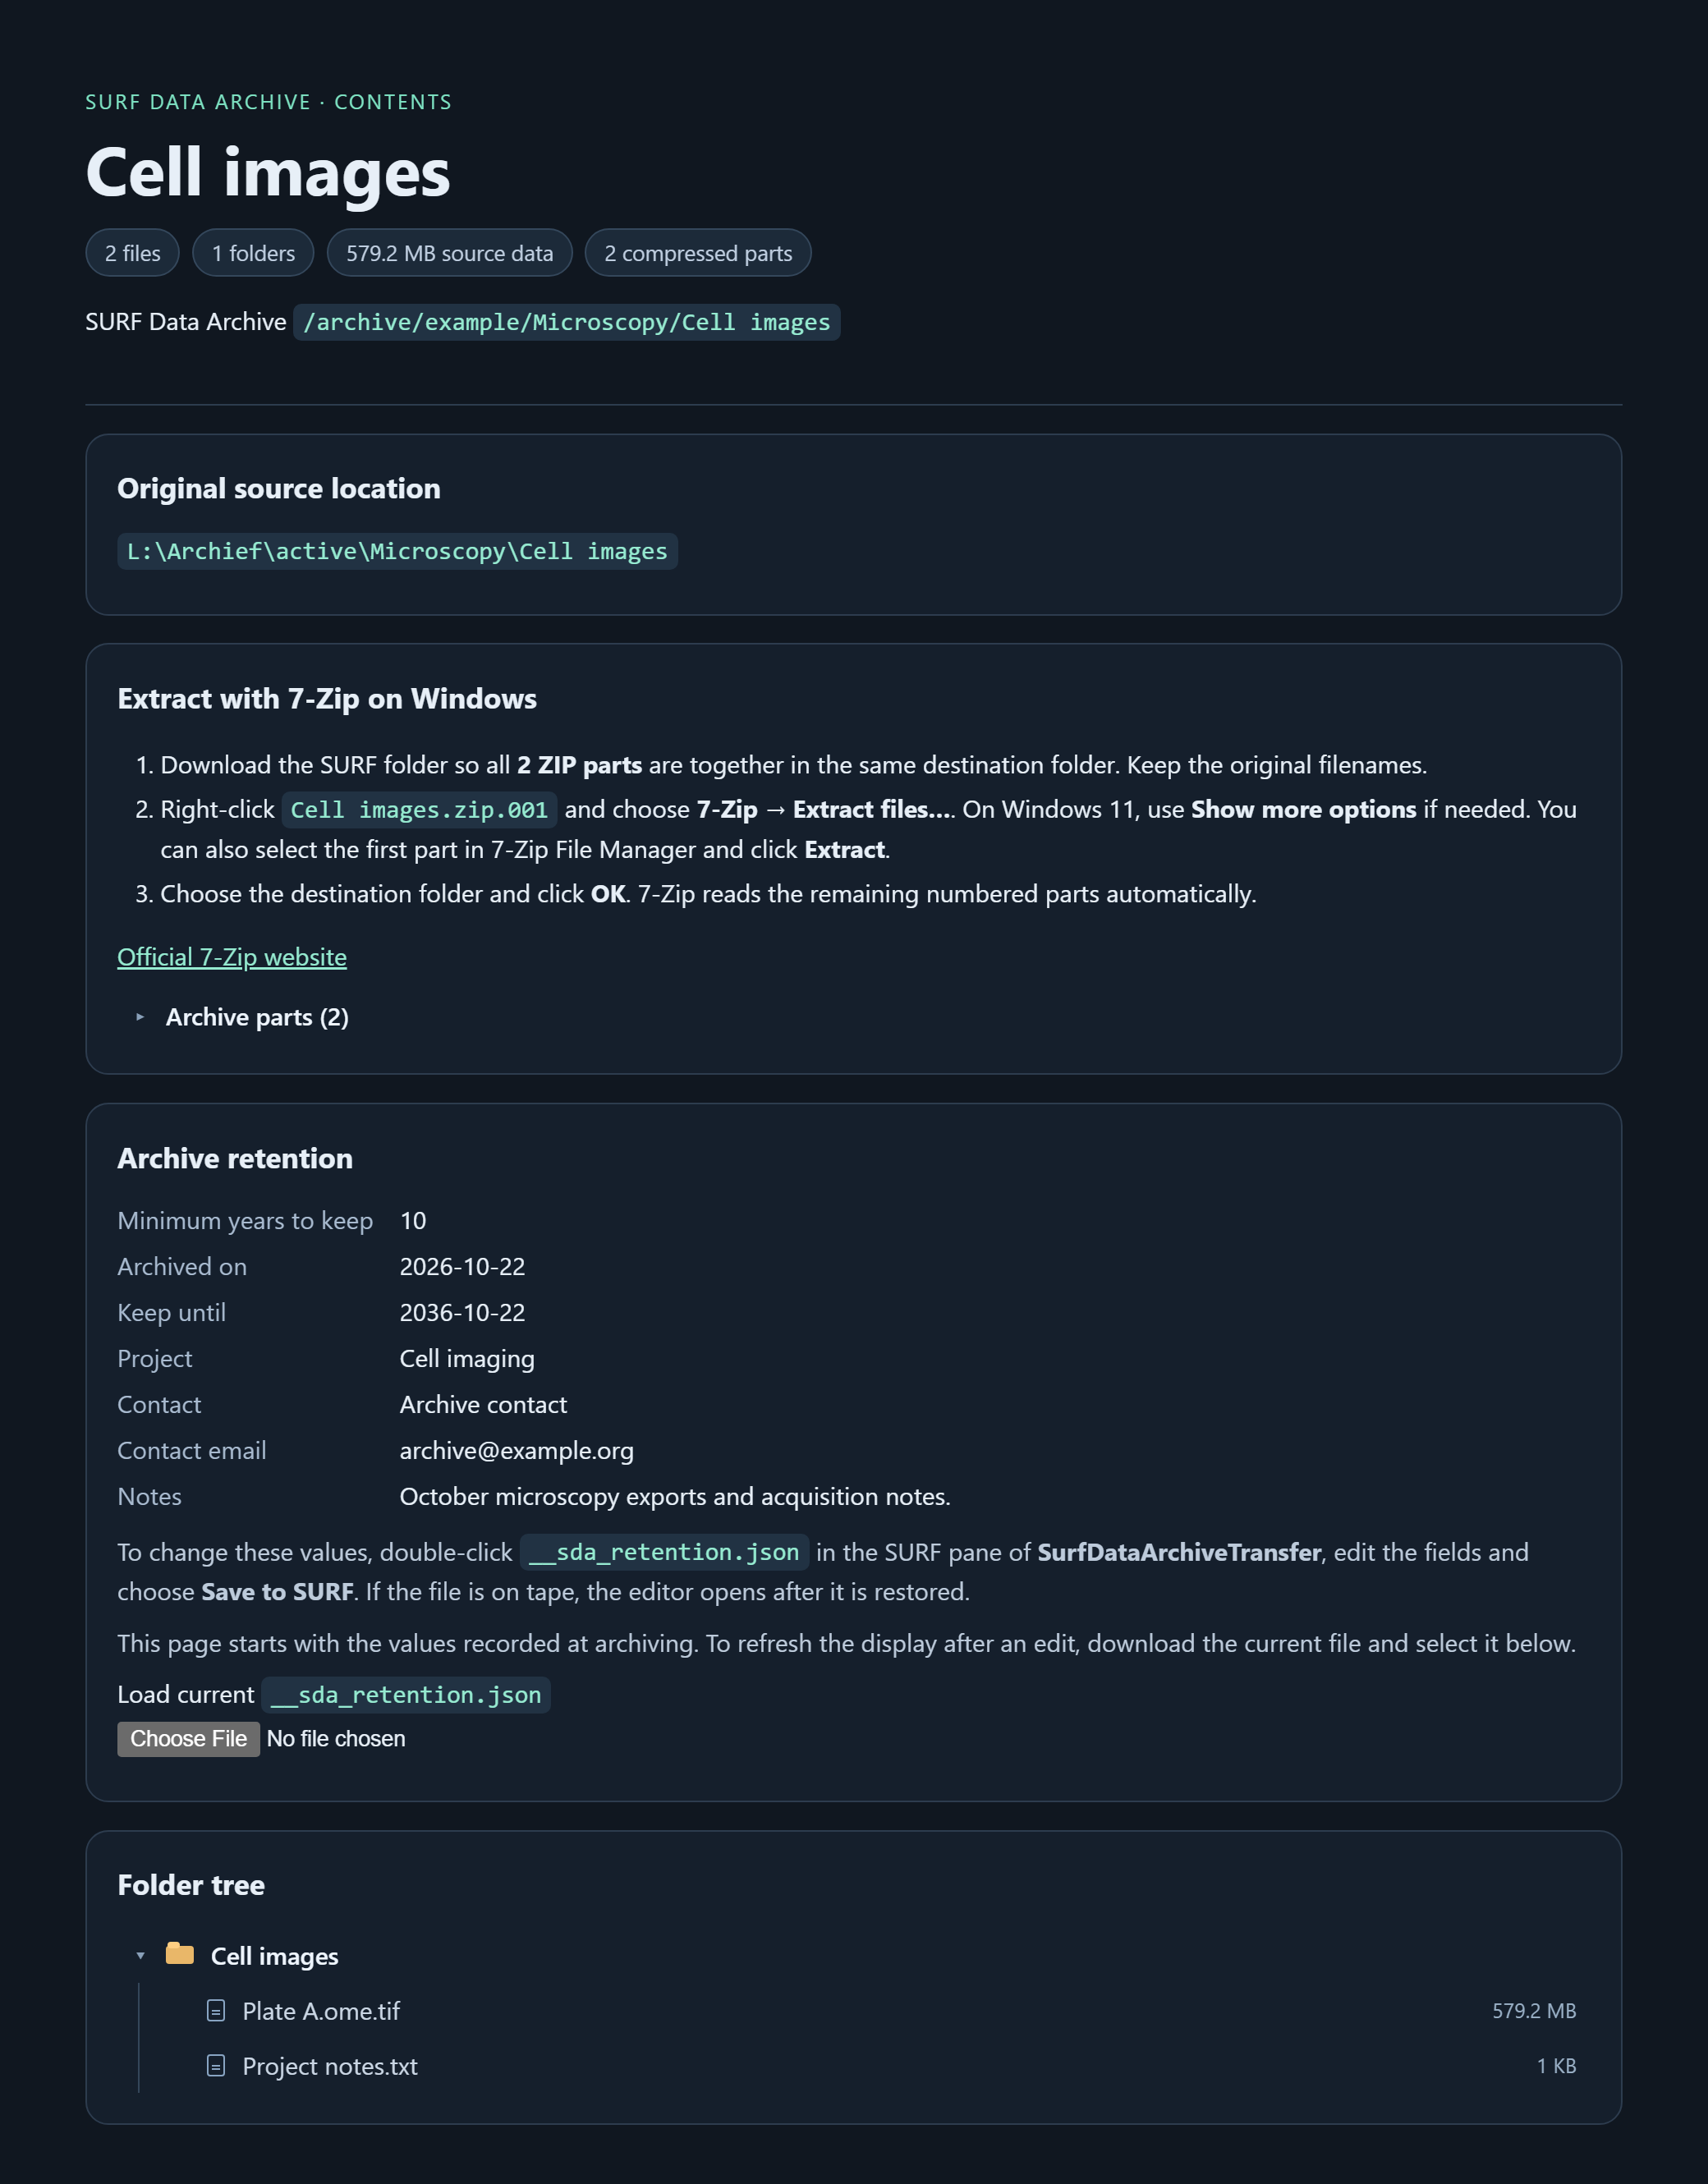 SURF DATA ARCHIVE · CONTENTS
Cell images
2 files
1 folders
579.2 MB source data
2 compressed parts
SURF Data Archive /archive/example/Microscopy/Cell images
Original source location
L:\Archief\active\Microscopy\Cell images
Extract with 7-Zip on Windows
1. Download the SURF folder so all 2 ZIP parts are together in the same destination folder. Keep the original filenames.
2. Right-click Cell images.zip.001 and choose 7-Zip → Extract files.... On Windows 11, use Show more options if needed. You
can also select the first part in 7-Zip File Manager and click Extract.
3. Choose the destination folder and click OK. 7-Zip reads the remaining numbered parts automatically.
Official 7-Zip website
Archive parts (2)
Archive retention
Minimum years to keep 10
Archived on 2026-10-22
Keep until 2036-10-22
Project Cell imaging
Contact Archive contact
Contact email archive@example.org
Notes October microscopy exports and acquisition notes.
To change these values, double-click __sda_retention.json in the SURF pane of SurfDataArchiveTransfer, edit the fields and
choose Save to SURF. If the file is on tape, the editor opens after it is restored.
This page starts with the values recorded at archiving. To refresh the display after an edit, download the current file and select it below.
Load current __sda_retention.json
Choose File No file chosen
Folder tree
Cell images
Plate A.ome.tif 579.2 MB
Project notes.txt 1 KB